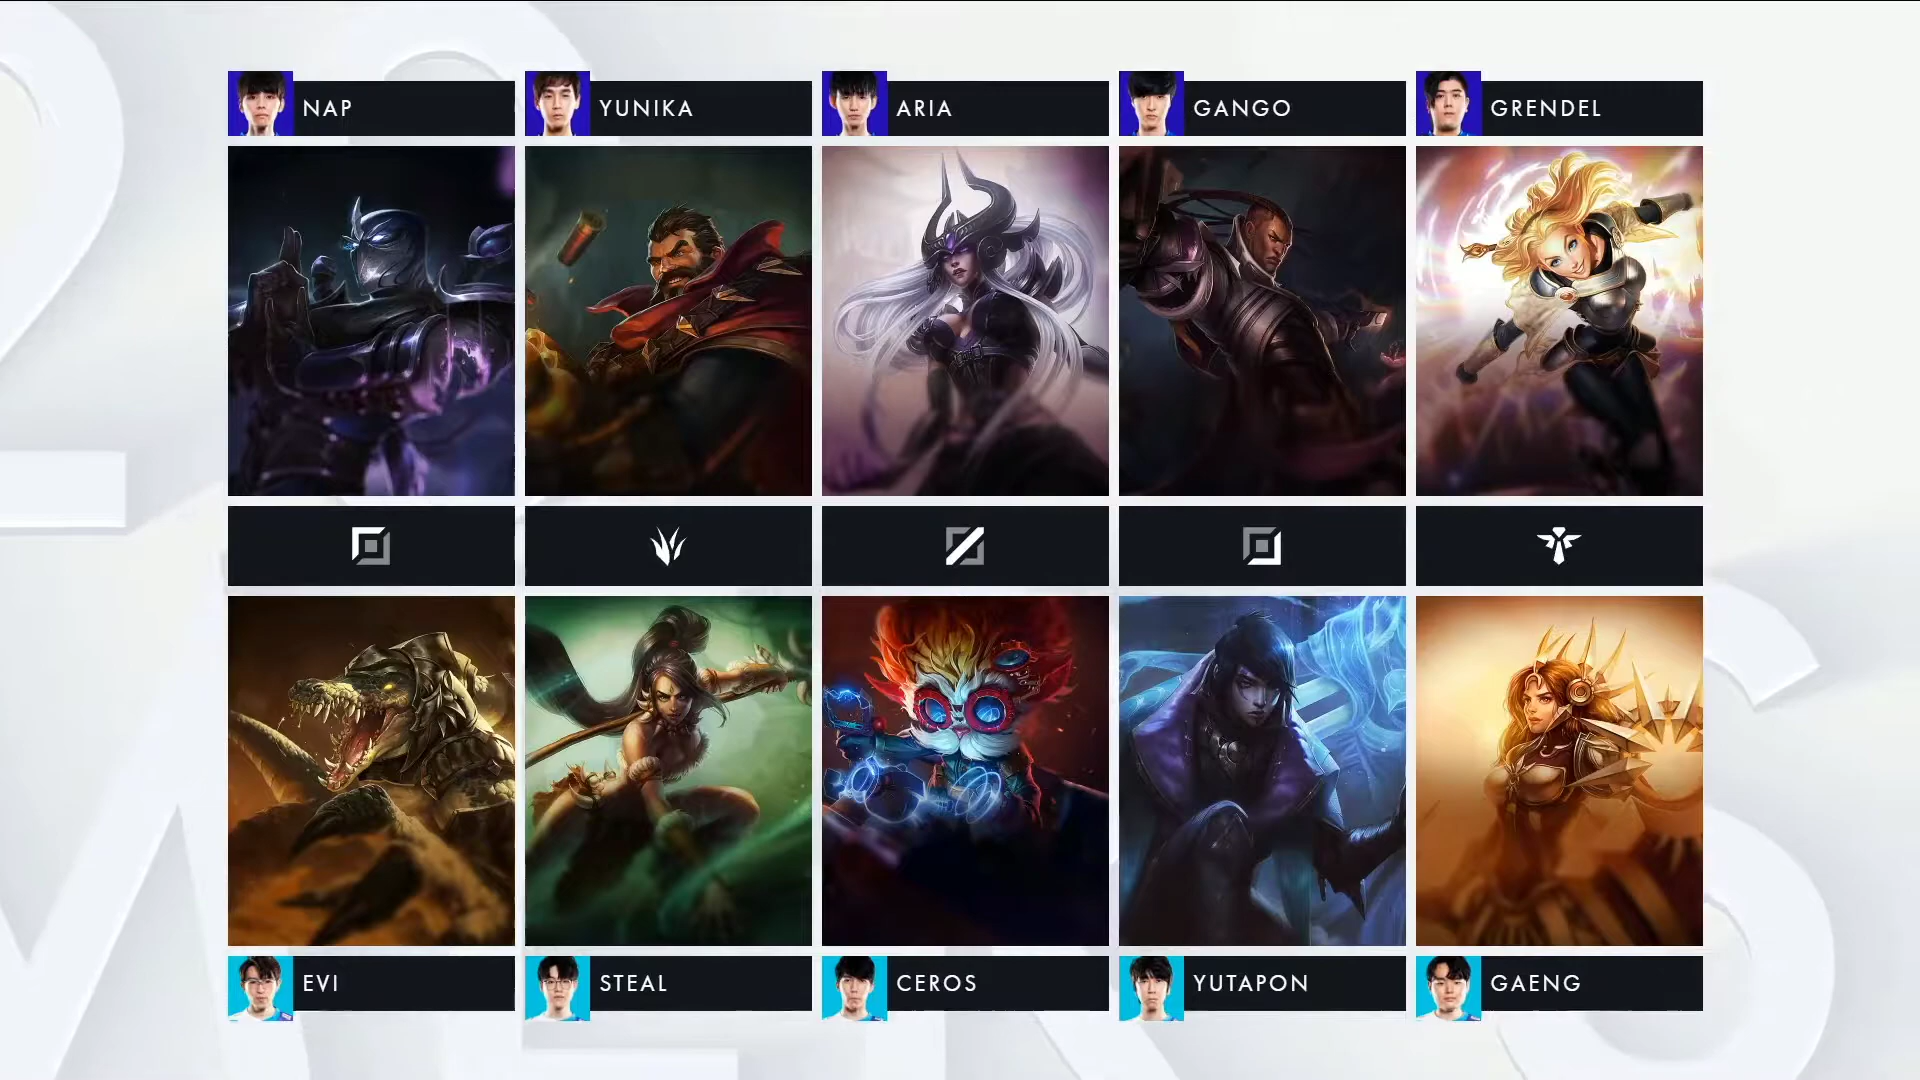 NAP
YUNIKA
ARIA
GANGO
GRENDEL
EVI
STEAL
CEROS
YUTAPON
GAENG